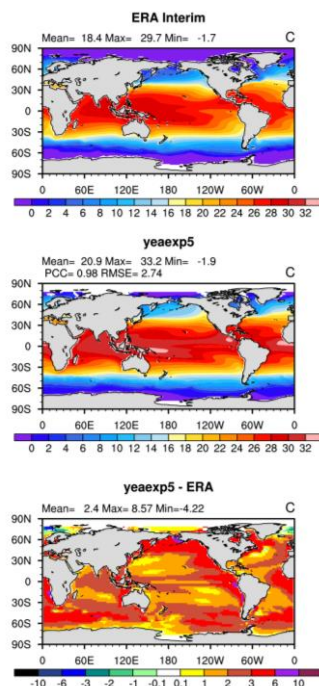 ERA Interim
Mean= 18.4 Max= 29.7 Min= -1.7 C
90N
60N
30N
0
30S
60S
90S
0 60E 120E 120W 60W 0
0 2 4 6 8 10 12 14 16 18 20 22 24 26 28 30 32
yeaexp5
Mean= 20.9 Max= 33.2 Min= -1.9 C
PCC= 0.98 RMSE= 2.74
90N
60N
30N
0
30S
60S
90S
0 60E 120E 120W 60W 0
0 2 4 6 8 10 12 14 16 18 20 22 24 26 28 30 32
yeaexp5 - ERA
Mean= 2.4 Max= 8.57 Min=-4.22 C
90N
60N
30N
0
30S
60S
90S
0 60E 120E 120W 60W 0
-10 -6 -3 -2 -1 -0.1 0.1 1 2 3 6 10